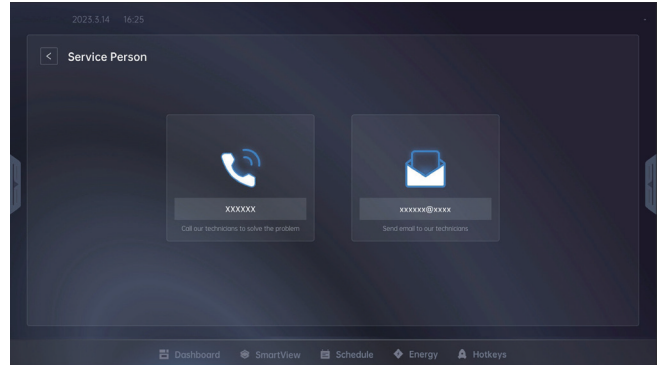 2023.3.14 16:25
< Service Person
XXXXXX
Call our technicians to solve the problem
xxxxxx@xxxx
Send email to our technicians
Dashboard SmartView Schedule Energy Hotkeys